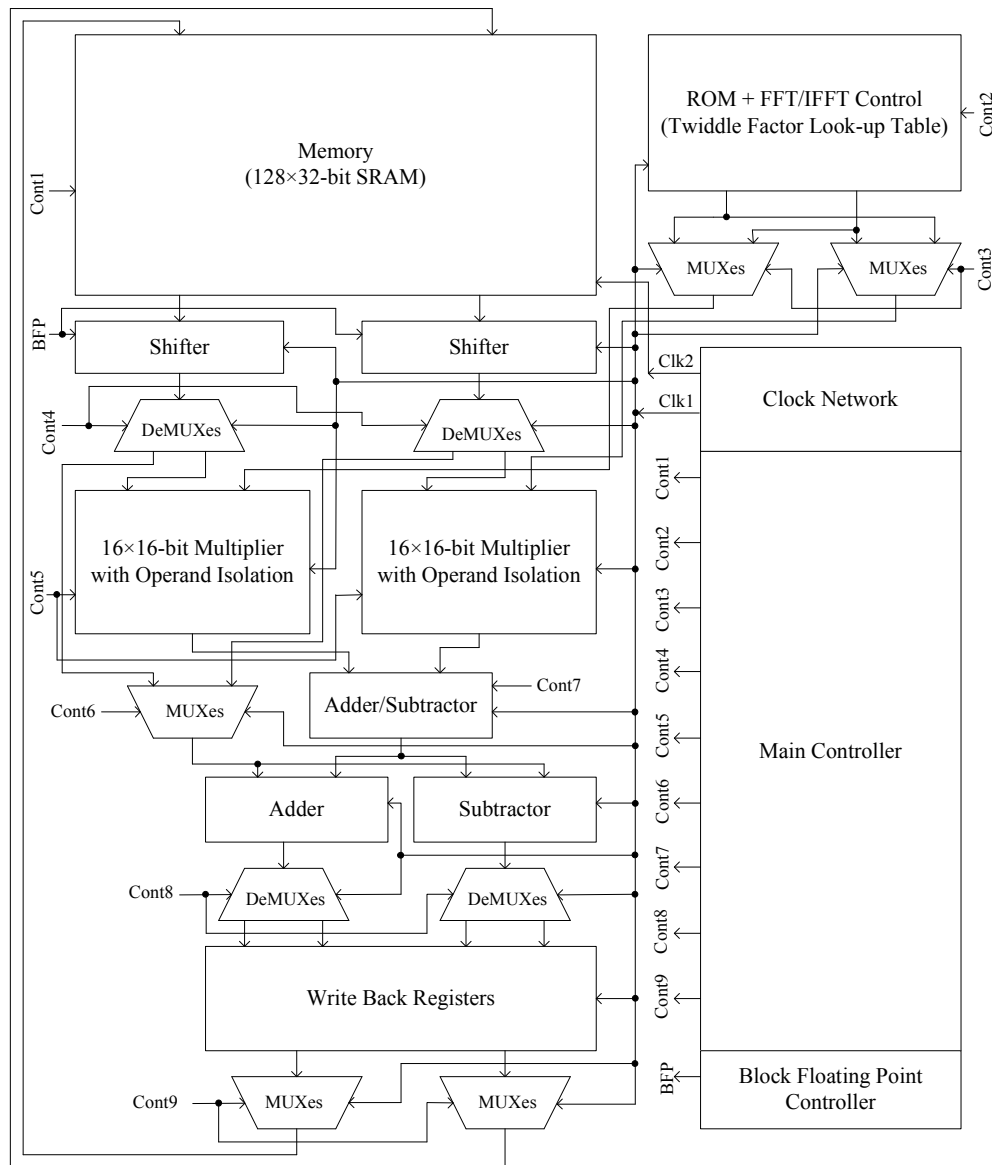 Memory
(128×32-bit SRAM)
Cont1
ROM + FFT/IFFT Control
(Twiddle Factor Look-up Table)
Cont2
MUXes
MUXes
Cont3
BFP
Shifter
Shifter
Clk2
Clk1
Clock Network
Cont4
DeMUXes
DeMUXes
16×16-bit Multiplier
with Operand Isolation
16×16-bit Multiplier
with Operand Isolation
Cont5
Cont1
Cont2
Cont3
Cont4
Cont5
Cont6
Cont7
Cont8
Cont9
Main Controller
Cont6
MUXes
Adder/Subtractor
Cont7
Adder
Subtractor
Cont8
DeMUXes
DeMUXes
Write Back Registers
Cont9
MUXes
MUXes
BFP
Block Floating Point
Controller